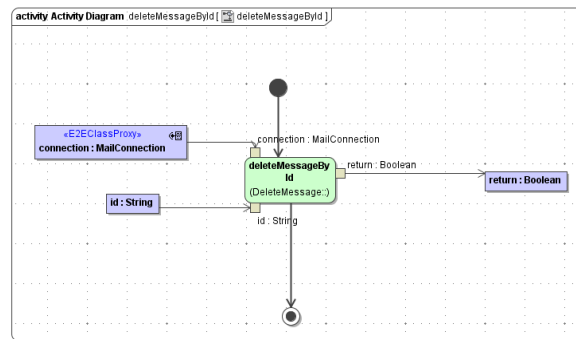 activity Activity Diagram deleteMessageById [ deleteMessageById ]
«E2EClassProxy»
connection : MailConnection
connection : MailConnection
deleteMessageBy
Id
(DeleteMessage::)
return : Boolean
return : Boolean
id : String
id : String